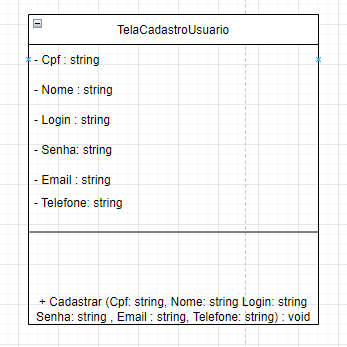 TelaCadastroUsuario
- Cpf : string
- Nome : string
- Login : string
- Senha: string
- Email : string
- Telefone: string
+ Cadastrar (Cpf: string, Nome: string Login: string
Senha: string , Email : string, Telefone: string) : void